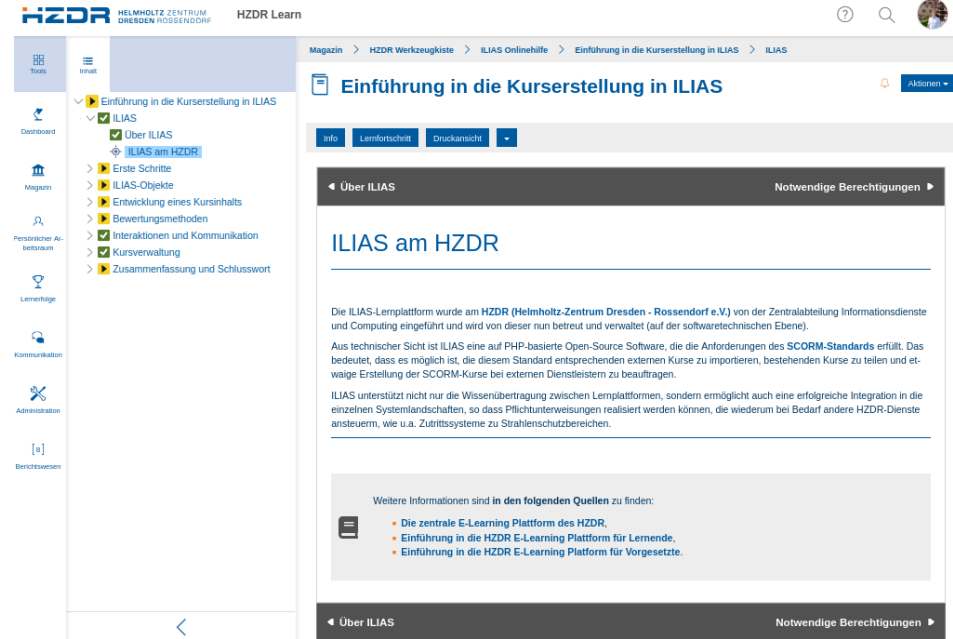 HZDR HELMHOLTZ ZENTRUM
DRESDEN ROSSENDORF
HZDR Learn
Tools
Inhalt
Dashboard
Magazin
Persönlicher Ar-
beitsraum
Lernerfolge
Kommunikation
Administration
Berichtswesen
Einführung in die Kurserstellung in ILIAS
ILIAS
Über ILIAS
ILIAS am HZDR
Erste Schritte
ILIAS-Objekte
Entwicklung eines Kursinhalts
Bewertungsmethoden
Interaktionen und Kommunikation
Kursverwaltung
Zusammenfassung und Schlusswort
Magazin > HZDR Werkzeugkiste > ILIAS Onlinehilfe > Einführung in die Kurserstellung in ILIAS > ILIAS
Einführung in die Kurserstellung in ILIAS
Aktionen
Info Lernfortschritt Druckansicht
Über ILIAS Notwendige Berechtigungen
ILIAS am HZDR
Die ILIAS-Lernplattform wurde am HZDR (Helmholtz-Zentrum Dresden - Rossendorf e.V.) von der Zentralabteilung Informationsdienste
und Computing eingeführt und wird von dieser nun betreut und verwaltet (auf der softwaretechnischen Ebene).
Aus technischer Sicht ist ILIAS eine auf PHP-basierte Open-Source Software, die die Anforderungen des SCORM-Standards erfüllt. Das
bedeutet, dass es möglich ist, die diesem Standard entsprechenden externen Kurse zu importieren, bestehenden Kurse zu teilen und et-
waige Erstellung der SCORM-Kurse bei externen Dienstleistern zu beauftragen.
ILIAS unterstützt nicht nur die Wissenübertragung zwischen Lernplattformen, sondern ermöglicht auch eine erfolgreiche Integration in die
einzelnen Systemlandschaften, so dass Pflichtunterweisungen realisiert werden können, die wiederum bei Bedarf andere HZDR-Dienste
ansteuern, wie u.a. Zutrittssysteme zu Strahlenschutzbereichen.
Weitere Informationen sind in den folgenden Quellen zu finden:
Die zentrale E-Learning Plattform des HZDR,
Einführung in die HZDR E-Learning Plattform für Lernende,
Einführung in die HZDR E-Learning Platform für Vorgesetzte.
Über ILIAS Notwendige Berechtigungen